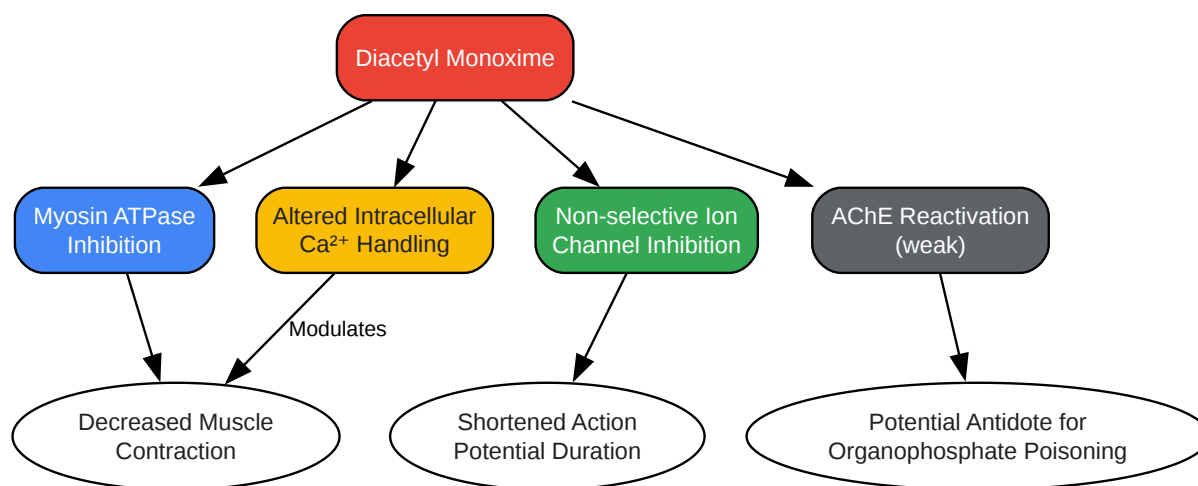 Diacetyl Monoxime
Myosin ATPase
Inhibition
Altered Intracellular
Ca²⁺ Handling
Non-selective Ion
Channel Inhibition
AChE Reactivation
(weak)
Modulates
Decreased Muscle
Contraction
Shortened Action
Potential Duration
Potential Antidote for
Organophosphate Poisoning